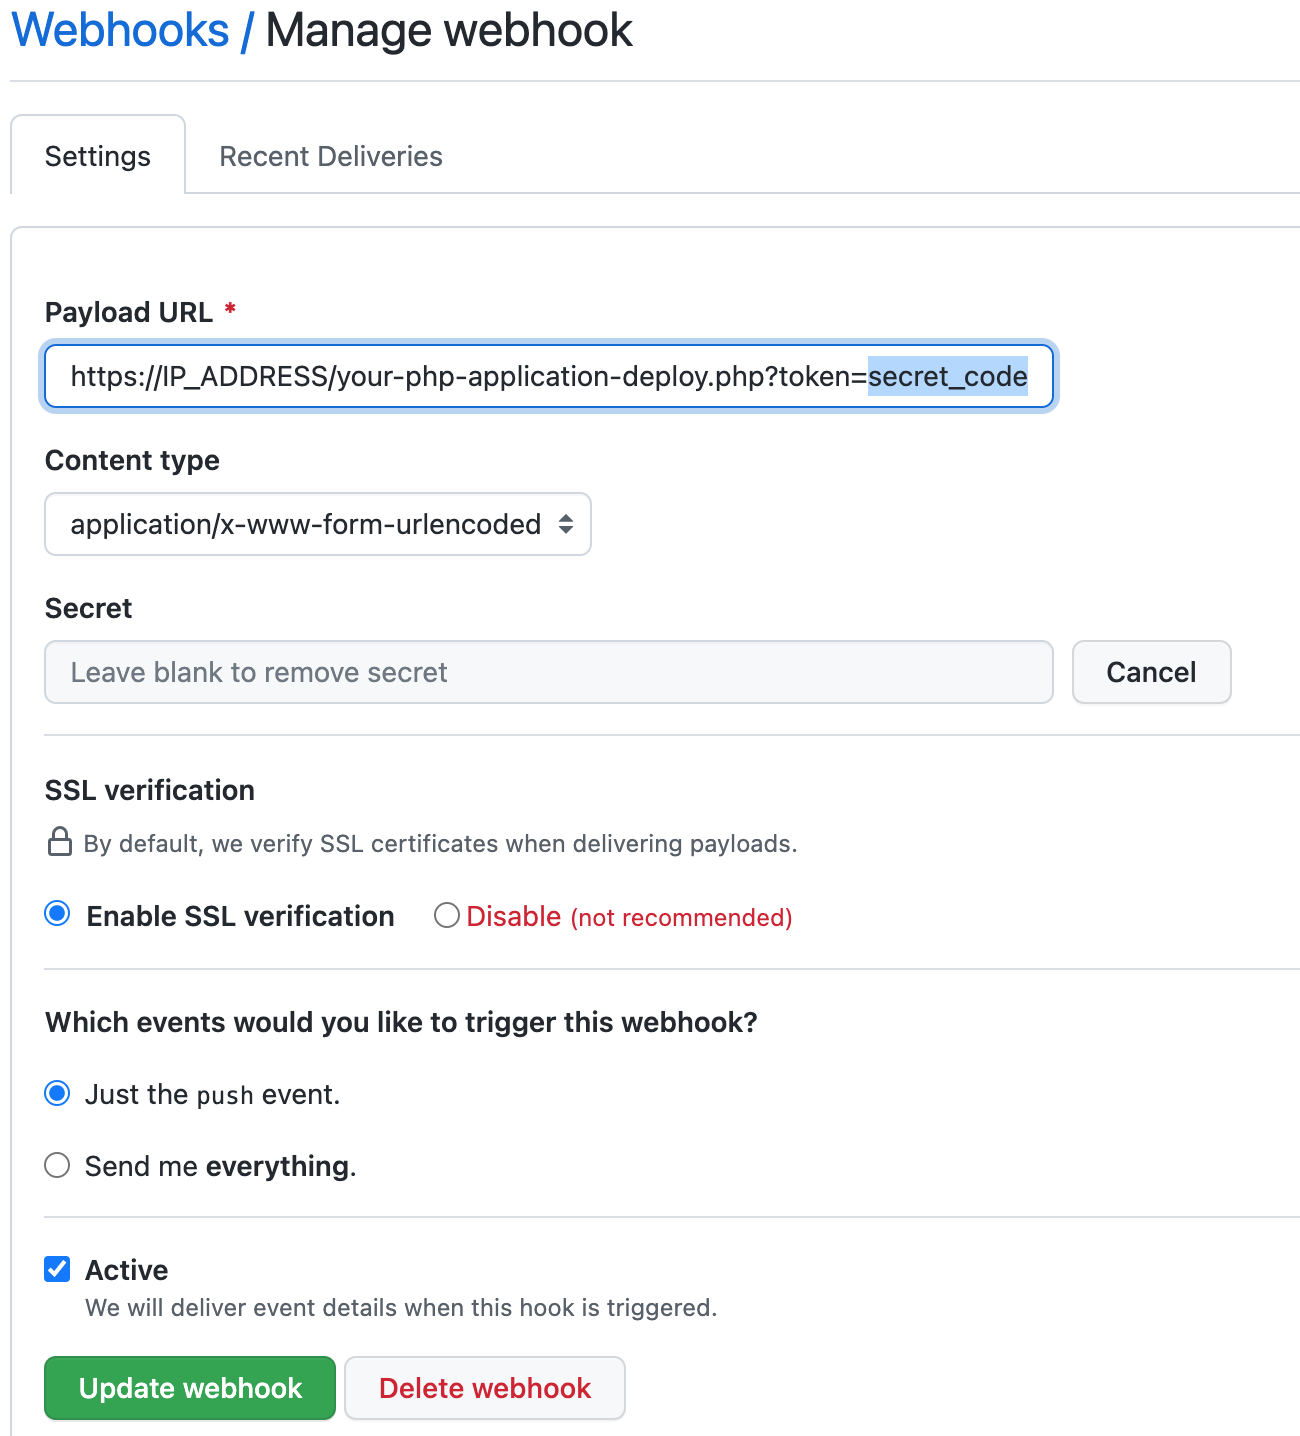 Webhooks / Manage webhook
Settings Recent Deliveries
Payload URL *
https://IP_ADDRESS/your-php-application-deploy.php?token=secret_code
Content type
application/x-www-form-urlencoded
Secret
Leave blank to remove secret Cancel
SSL verification
By default, we verify SSL certificates when delivering payloads.
Enable SSL verification Disable (not recommended)
Which events would you like to trigger this webhook?
Just the push event.
Send me everything.
Active
We will deliver event details when this hook is triggered.
Update webhook Delete webhook